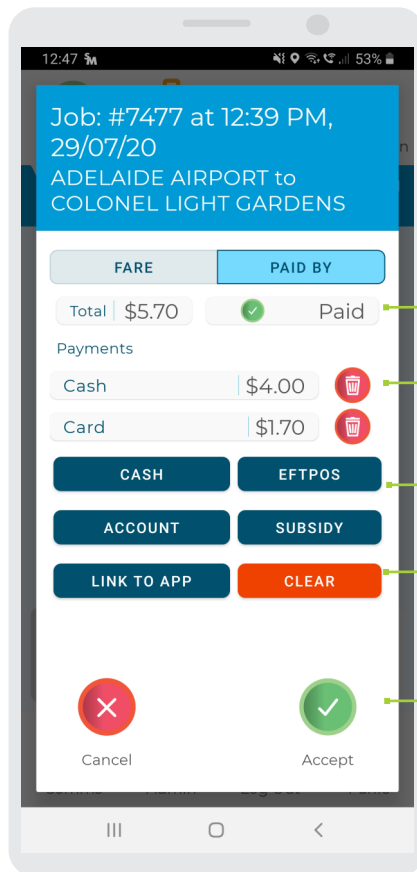 12:47
53%
Job: #7477 at 12:39 PM,
29/07/20
ADELAIDE AIRPORT to
COLONEL LIGHT GARDENS
FARE
PAID BY
Total $5.70
Paid
Payments
Cash $4.00
Card $1.70
CASH
EFTPOS
ACCOUNT
SUBSIDY
LINK TO APP
CLEAR
Cancel
Accept